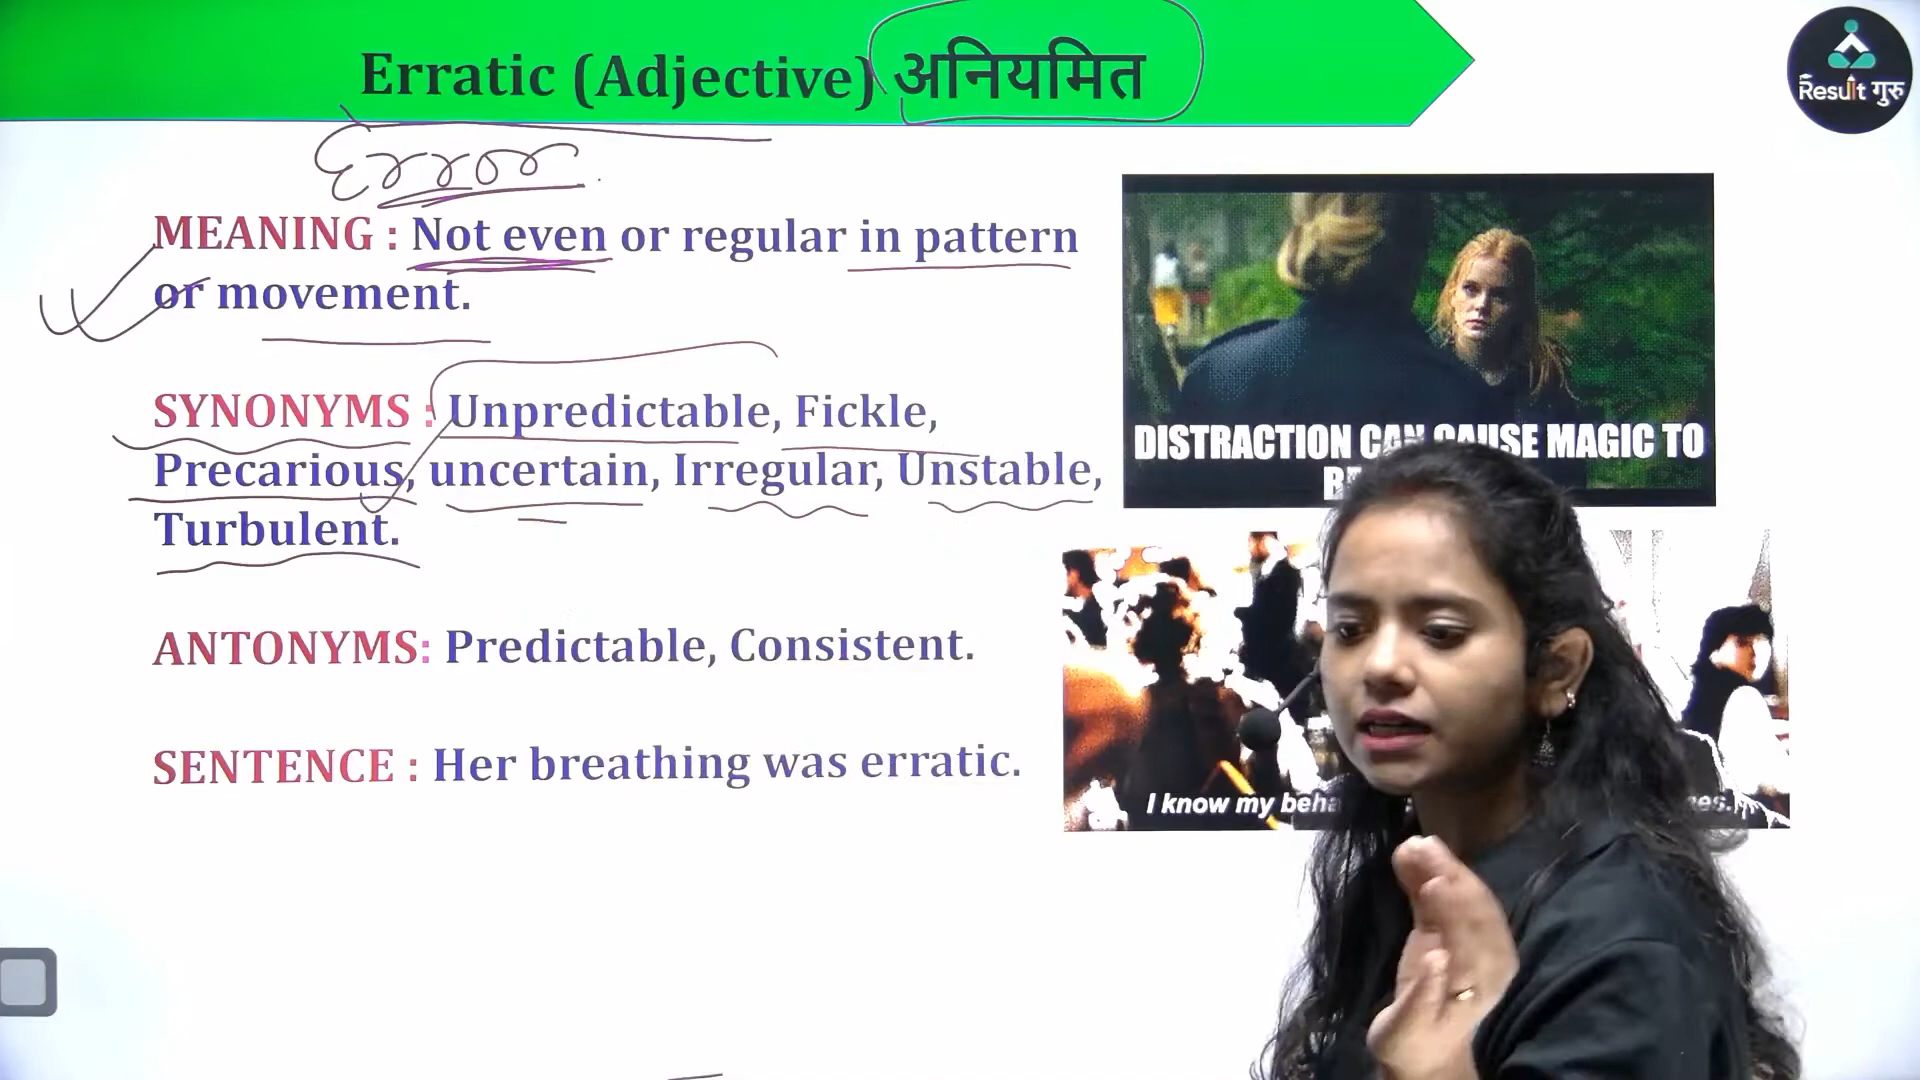 Erratic (Adjective) अनियमित
Result गुरु
Error
MEANING : Not even or regular in pattern
or movement.
SYNONYMS : Unpredictable, Fickle,
Precarious, uncertain, Irregular, Unstable,
Turbulent.
ANTONYMS: Predictable, Consistent.
SENTENCE : Her breathing was erratic.
DISTRACTION CAN CAUSE MAGIC TO
I know my